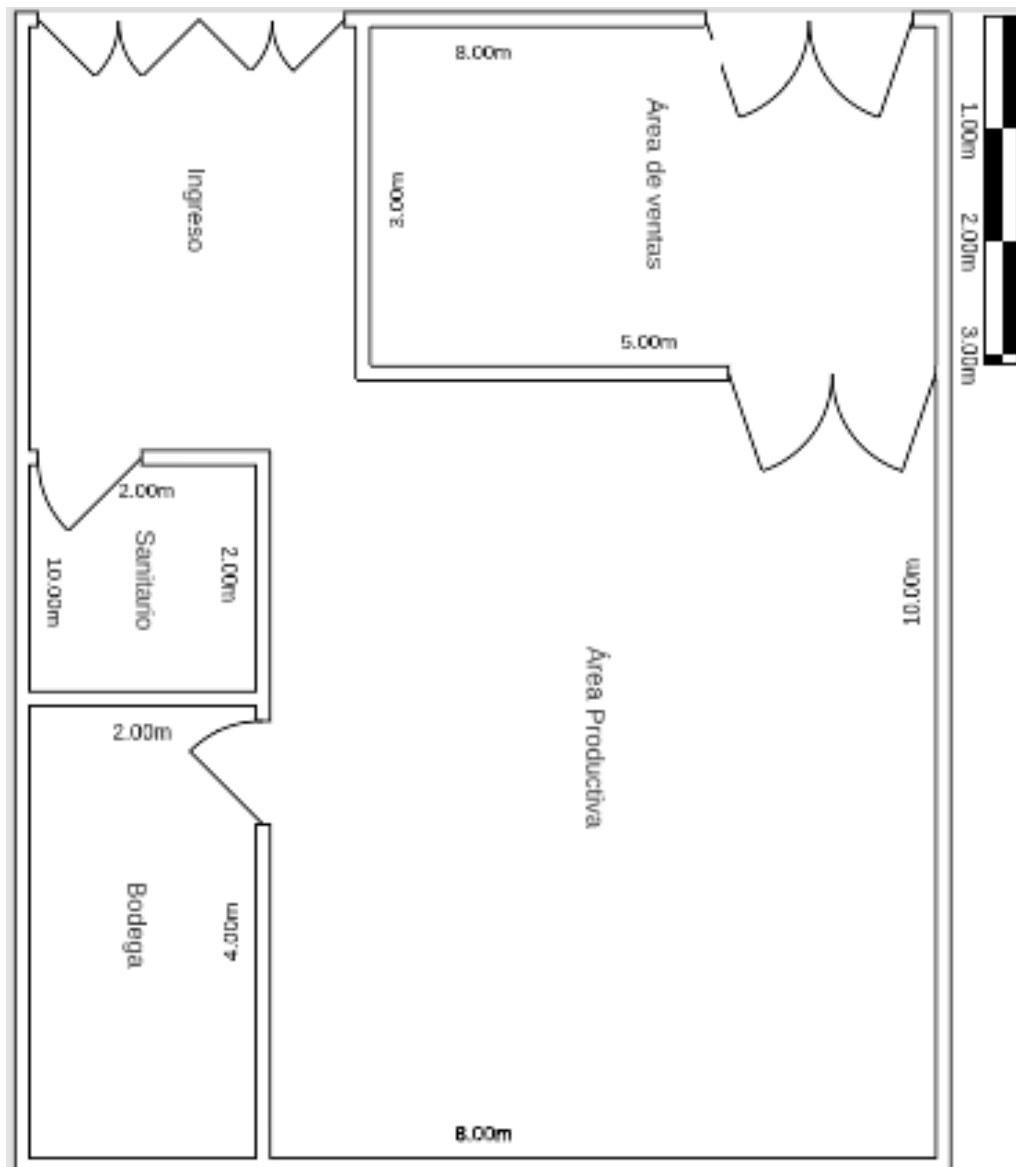 8.00m
Área de ventas
1.00m
Ingreso
3.00m
2.00m
5.00m
3.00m
2.00m
Sanitario
2.00m
10.00m
10.00m
Área Productiva
2.00m
Bodega
4.00m
8.00m